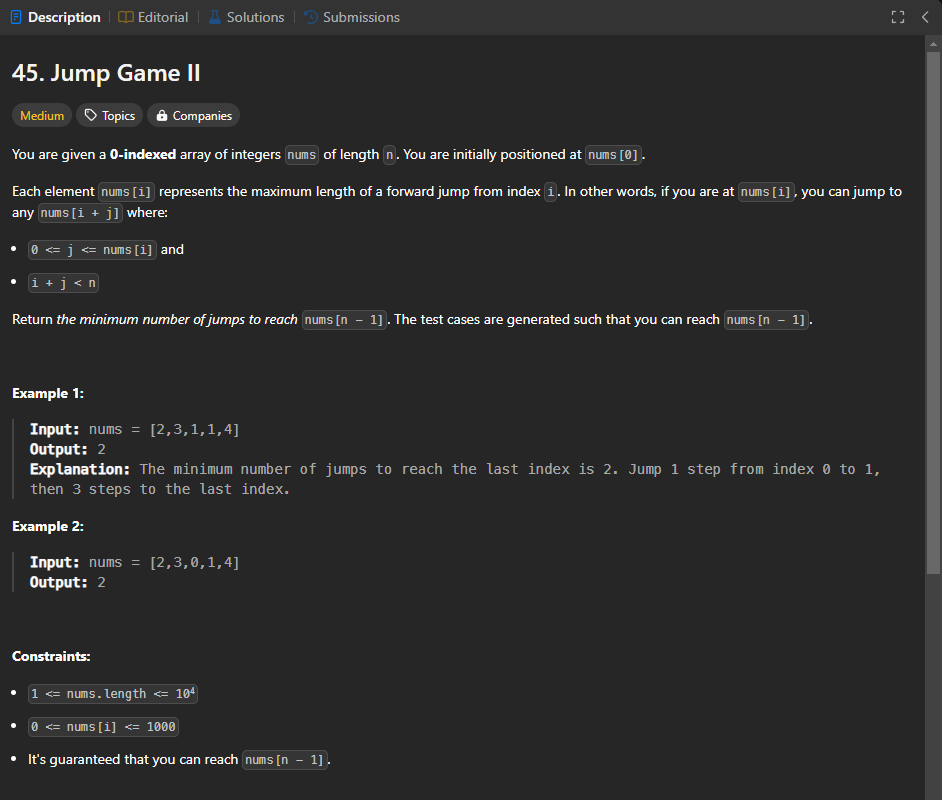 Description Editorial Solutions Submissions
45. Jump Game II
Medium Topics Companies
You are given a 0-indexed array of integers nums of length n. You are initially positioned at nums[0].
Each element nums[i] represents the maximum length of a forward jump from index i. In other words, if you are at nums[i], you can jump to
any nums[i + j] where:
• 0 <= j <= nums[i] and
• i + j < n
Return the minimum number of jumps to reach nums[n - 1]. The test cases are generated such that you can reach nums[n - 1].
Example 1:
Input: nums = [2,3,1,1,4]
Output: 2
Explanation: The minimum number of jumps to reach the last index is 2. Jump 1 step from index 0 to 1,
then 3 steps to the last index.
Example 2:
Input: nums = [2,3,0,1,4]
Output: 2
Constraints:
• 1 <= nums.length <= 10⁴
• 0 <= nums[i] <= 1000
• It's guaranteed that you can reach nums[n - 1].